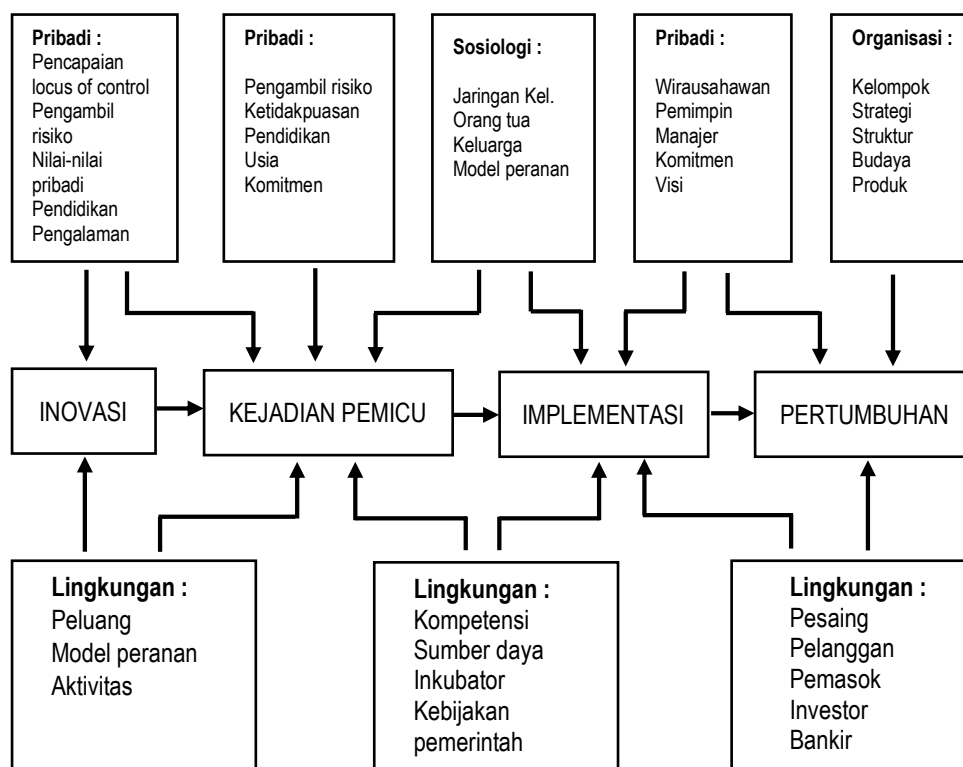 Pribadi :
Pencapaian
locus of control
Pengambil
risiko
Nilai-nilai
pribadi
Pendidikan
Pengalaman
Pribadi :
Pengambil risiko
Ketidakpuasan
Pendidikan
Usia
Komitmen
Sosiologi :
Jaringan Kel.
Orang tua
Keluarga
Model peranan
Pribadi :
Wirausahawan
Pemimpin
Manajer
Komitmen
Visi
Organisasi :
Kelompok
Strategi
Struktur
Budaya
Produk
INOVASI
KEJADIAN PEMICU
IMPLEMENTASI
PERTUMBUHAN
Lingkungan :
Peluang
Model peranan
Aktivitas
Lingkungan :
Kompetensi
Sumber daya
Inkubator
Kebijakan
pemerintah
Lingkungan :
Pesaing
Pelanggan
Pemasok
Investor
Bankir